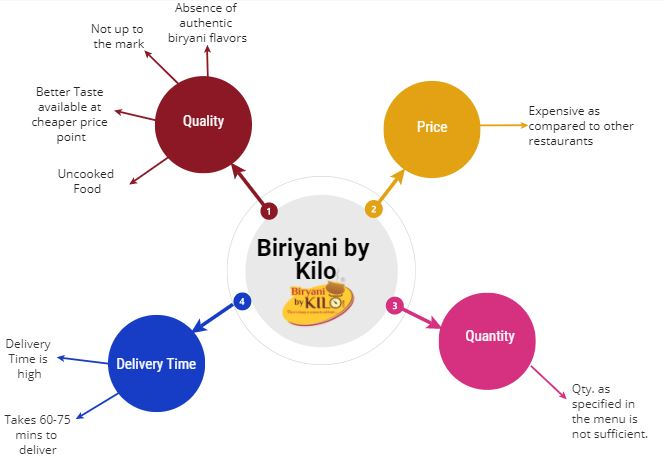 Absence of
authentic
biryani flavors
Not up to
the mark
Better Taste
available at
cheaper price
point
Uncooked
Food
Quality
1
Price
2
Expensive as
compared to other
restaurants
Biriyani by
Kilo
Biryani
by KILO
4
Delivery Time
Delivery
Time is
high
Takes 60-75
mins to
deliver
3
Quantity
Qty. as
specified in
the menu is
not sufficient.